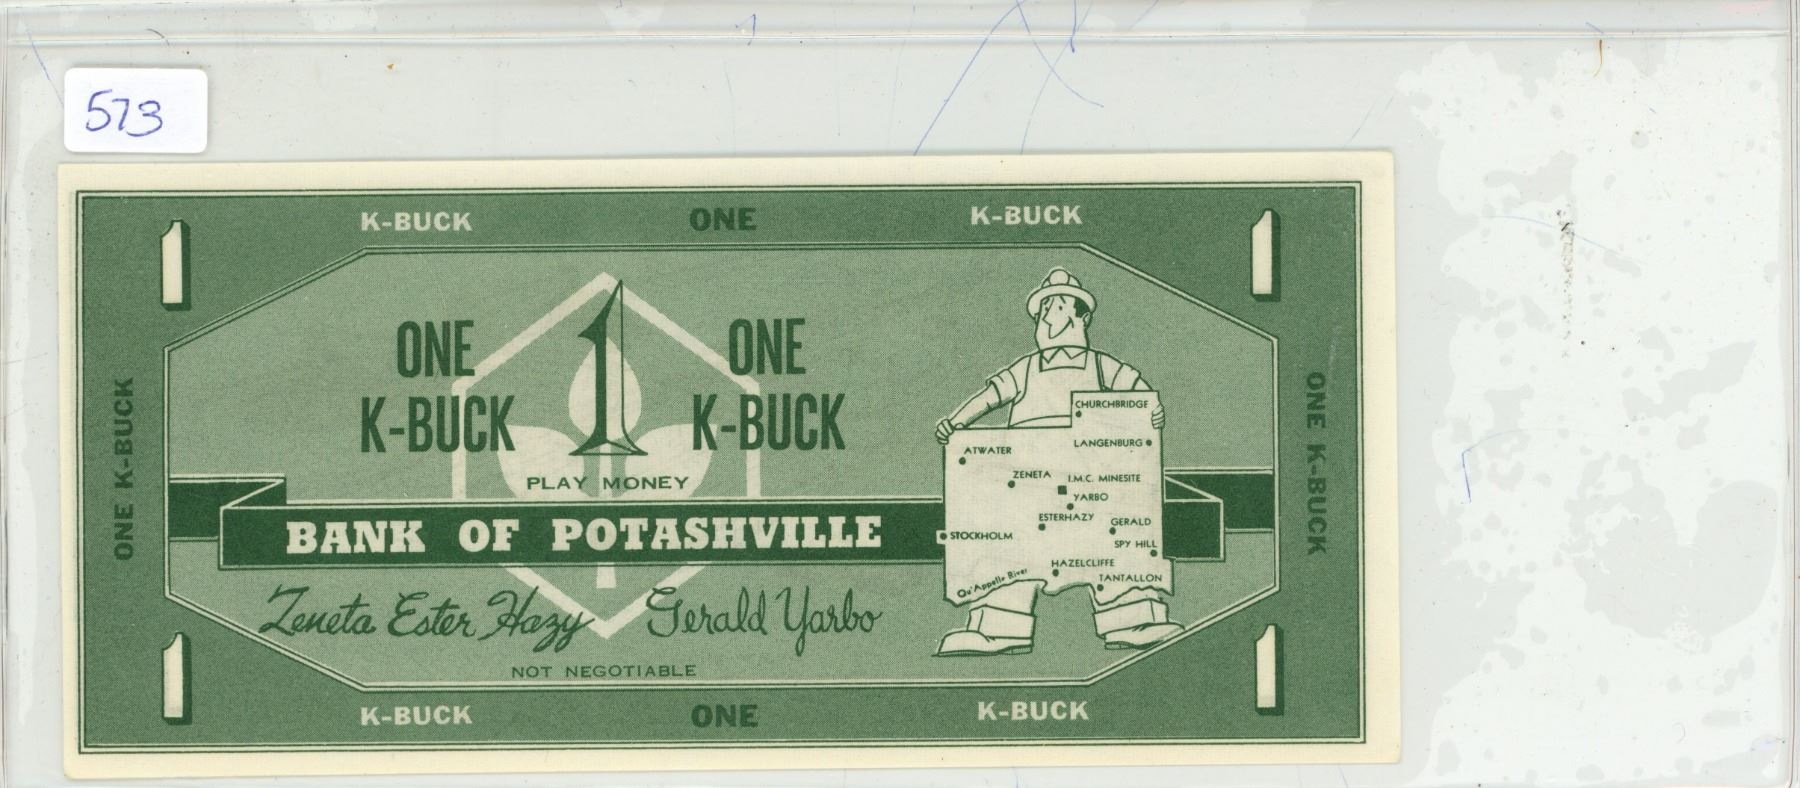 573
K-BUCK ONE K-BUCK
1 1
ONE K-BUCK
ONE K-BUCK
1
ONE K-BUCK
PLAY MONEY
BANK OF POTASHVILLE
Zeneta Ester Hazy Gerald Yarbo
NOT NEGOTIABLE
CHURCHBRIDGE
LANGENBURG
ATWATER
ZENETA
I.M.C. MINESITE
YARBO
ESTERHAZY
GERALD
STOCKHOLM
SPY HILL
HAZELCLIFFE
Qu'Appelle River
TANTALLON
ONE K-BUCK
1 1
K-BUCK ONE K-BUCK